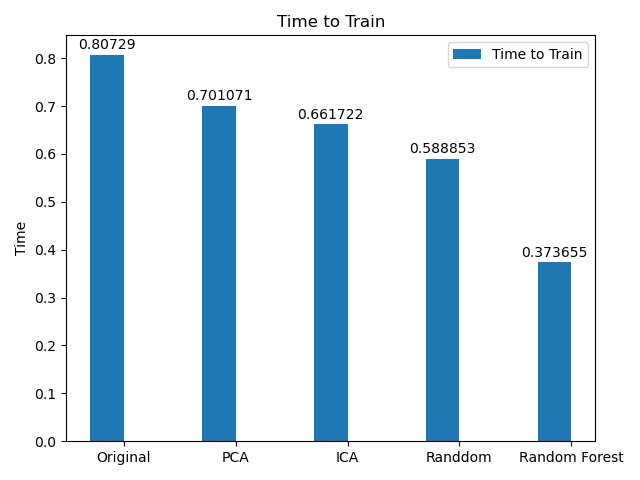 Time to Train
Time to Train
0.80729
0.701071
0.661722
0.588853
0.373655
Time
0.8
0.7
0.6
0.5
0.4
0.3
0.2
0.1
0.0
Original
PCA
ICA
Randdom
Random Forest